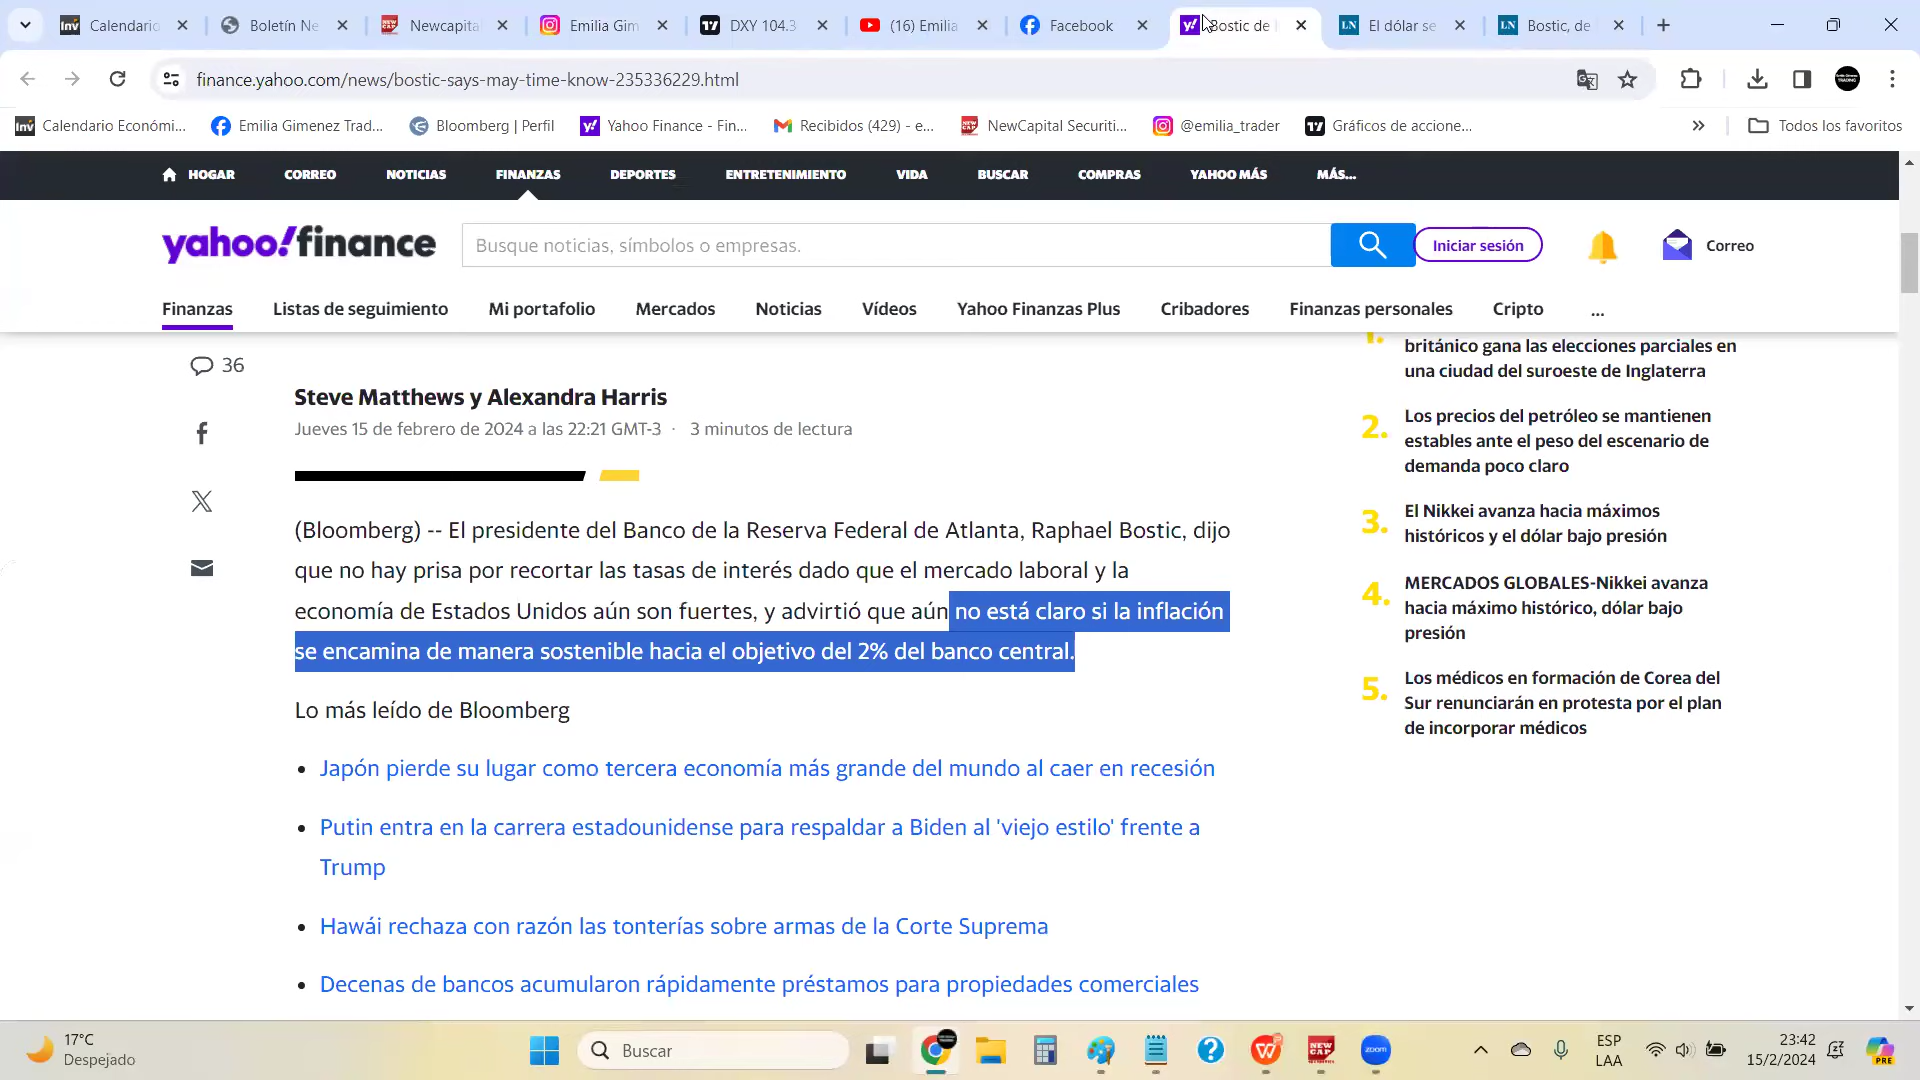 Calendario
Boletín Ne
Newcapita
Emilia Gim
DXY 104.3
(16) Emilia
Facebook
Bostic de
El dólar se
Bostic, de
finance.yahoo.com/news/bostic-says-may-time-know-235336229.html
Calendario Económi...
Emilia Gimenez Trad...
Bloomberg | Perfil
Yahoo Finance - Fin...
Recibidos (429) - e...
NewCapital Securiti...
@emilia_trader
Gráficos de accione...
Todos los favoritos
HOGAR
CORREO
NOTICIAS
FINANZAS
DEPORTES
ENTRETENIMIENTO
VIDA
BUSCAR
COMPRAS
YAHOO MÁS
MÁS...
yahoo!finance
Busque noticias, símbolos o empresas.
Iniciar sesión
Correo
Finanzas
Listas de seguimiento
Mi portafolio
Mercados
Noticias
Vídeos
Yahoo Finanzas Plus
Cribadores
Finanzas personales
Cripto
...
36
Steve Matthews y Alexandra Harris
Jueves 15 de febrero de 2024 a las 22:21 GMT-3 · 3 minutos de lectura
(Bloomberg) -- El presidente del Banco de la Reserva Federal de Atlanta, Raphael Bostic, dijo
que no hay prisa por recortar las tasas de interés dado que el mercado laboral y la
economía de Estados Unidos aún son fuertes, y advirtió que aún no está claro si la inflación
se encamina de manera sostenible hacia el objetivo del 2% del banco central.
Lo más leído de Bloomberg
• Japón pierde su lugar como tercera economía más grande del mundo al caer en recesión
• Putin entra en la carrera estadounidense para respaldar a Biden al 'viejo estilo' frente a
Trump
• Hawái rechaza con razón las tonterías sobre armas de la Corte Suprema
• Decenas de bancos acumularon rápidamente préstamos para propiedades comerciales
1.
británico gana las elecciones parciales en
una ciudad del suroeste de Inglaterra
2.
Los precios del petróleo se mantienen
estables ante el peso del escenario de
demanda poco claro
3.
El Nikkei avanza hacia máximos
históricos y el dólar bajo presión
4.
MERCADOS GLOBALES-Nikkei avanza
hacia máximo histórico, dólar bajo
presión
5.
Los médicos en formación de Corea del
Sur renunciarán en protesta por el plan
de incorporar médicos
17°C
Despejado
Buscar
zoom
ESP
LAA
23:42
15/2/2024
PRE